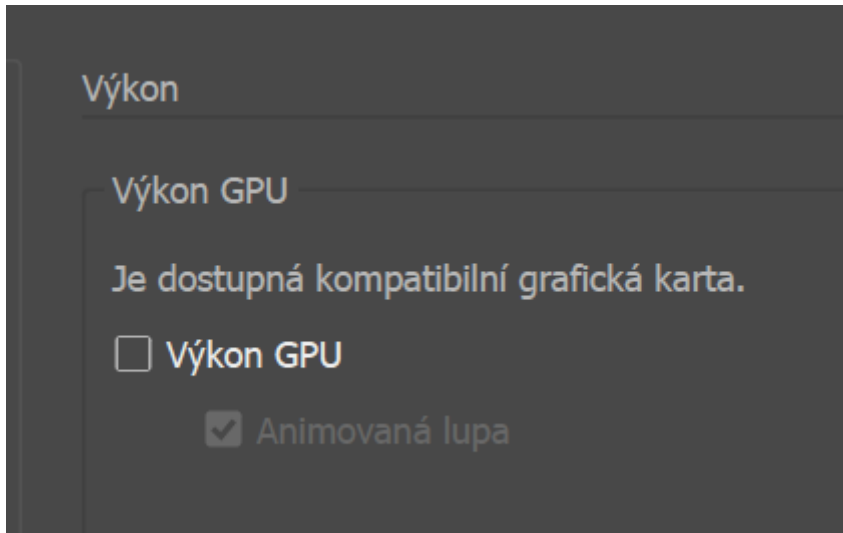 Výkon
Výkon GPU
Je dostupná kompatibilní grafická karta.
Výkon GPU
Animovaná lupa